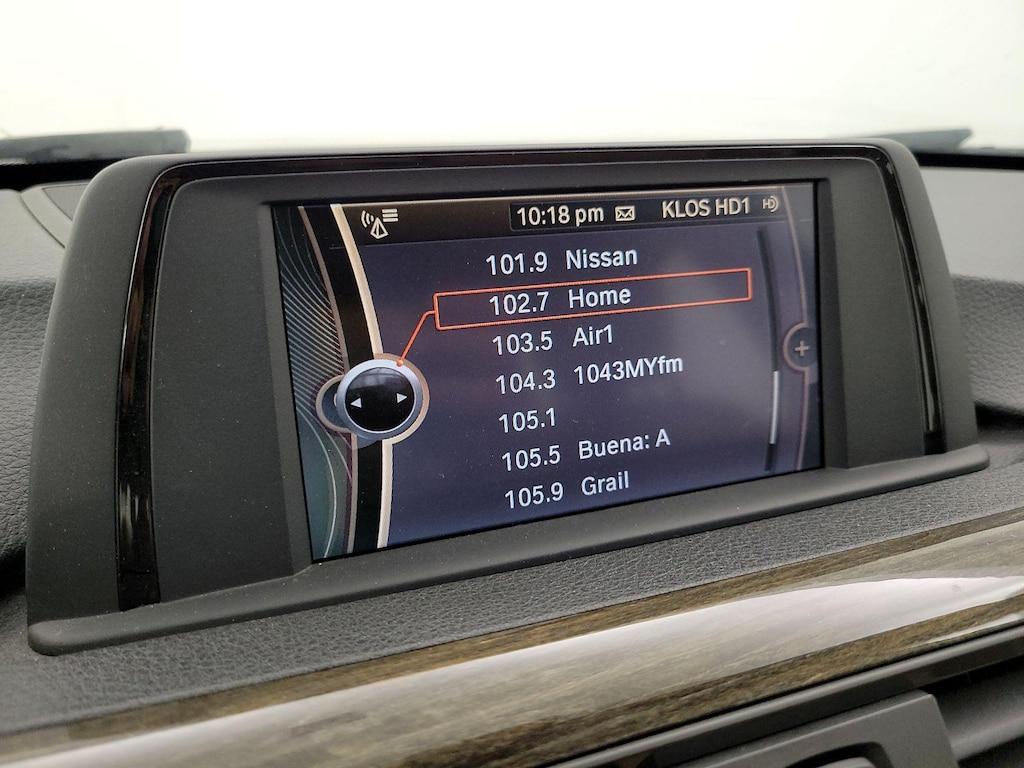 10:18 pm KLOS HD1 HD
101.9 Nissan
102.7 Home
103.5 Air1
104.3 1043MYfm
105.1
105.5 Buena: A
105.9 Grail